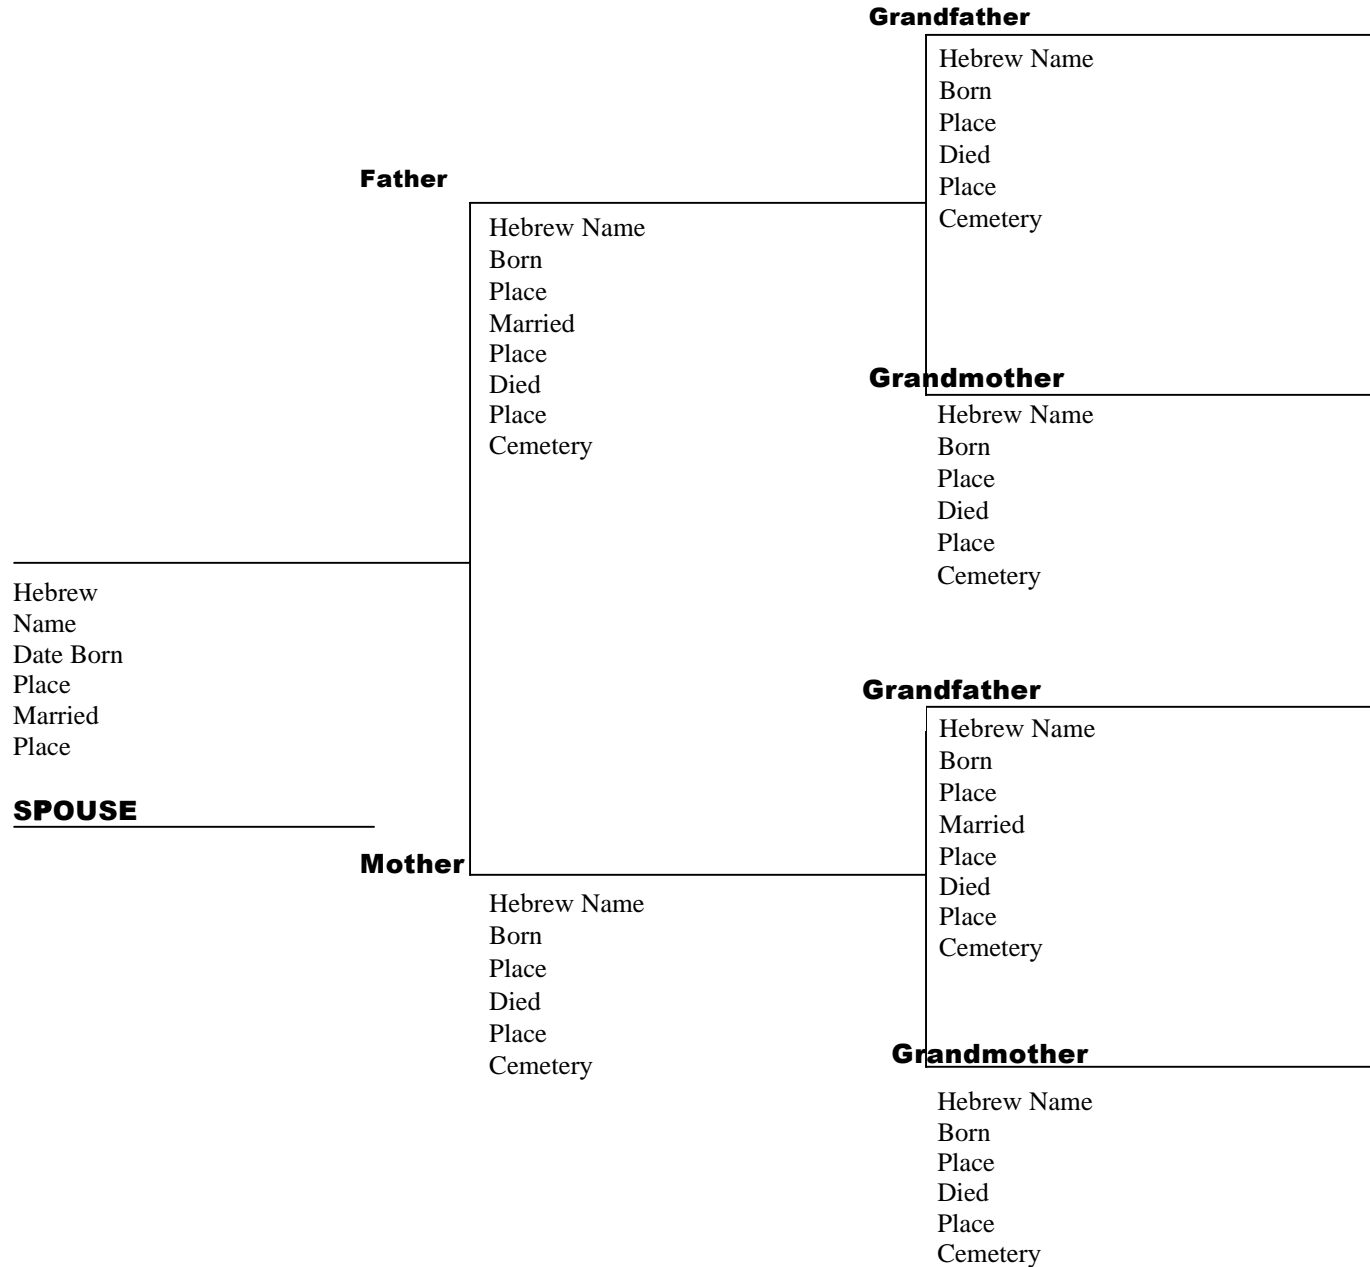 Grandfather
Hebrew Name
Born
Place
Died
Place
Cemetery
Father
Hebrew Name
Born
Place
Married
Place
Died
Place
Cemetery
Grandmother
Hebrew Name
Born
Place
Died
Place
Cemetery
Hebrew
Name
Date Born
Place
Married
Place
SPOUSE
Grandfather
Hebrew Name
Born
Place
Married
Place
Died
Place
Cemetery
Mother
Hebrew Name
Born
Place
Died
Place
Cemetery
Grandmother
Hebrew Name
Born
Place
Died
Place
Cemetery